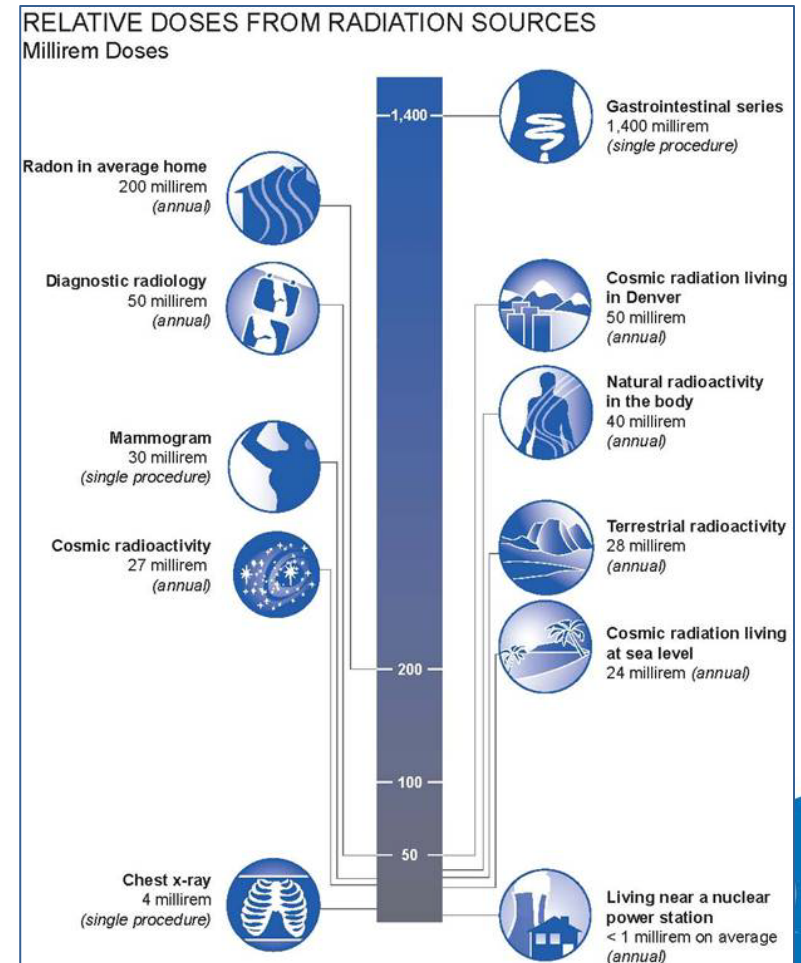 RELATIVE DOSES FROM RADIATION SOURCES
Millirem Doses
1,400
200
100
50
Radon in average home
200 millirem
(annual)
Diagnostic radiology
50 millirem
(annual)
Mammogram
30 millirem
(single procedure)
Cosmic radioactivity
27 millirem
(annual)
Chest x-ray
4 millirem
(single procedure)
Gastrointestinal series
1,400 millirem
(single procedure)
Cosmic radiation living
in Denver
50 millirem
(annual)
Natural radioactivity
in the body
40 millirem
(annual)
Terrestrial radioactivity
28 millirem
(annual)
Cosmic radiation living
at sea level
24 millirem (annual)
Living near a nuclear
power station
< 1 millirem on average
(annual)